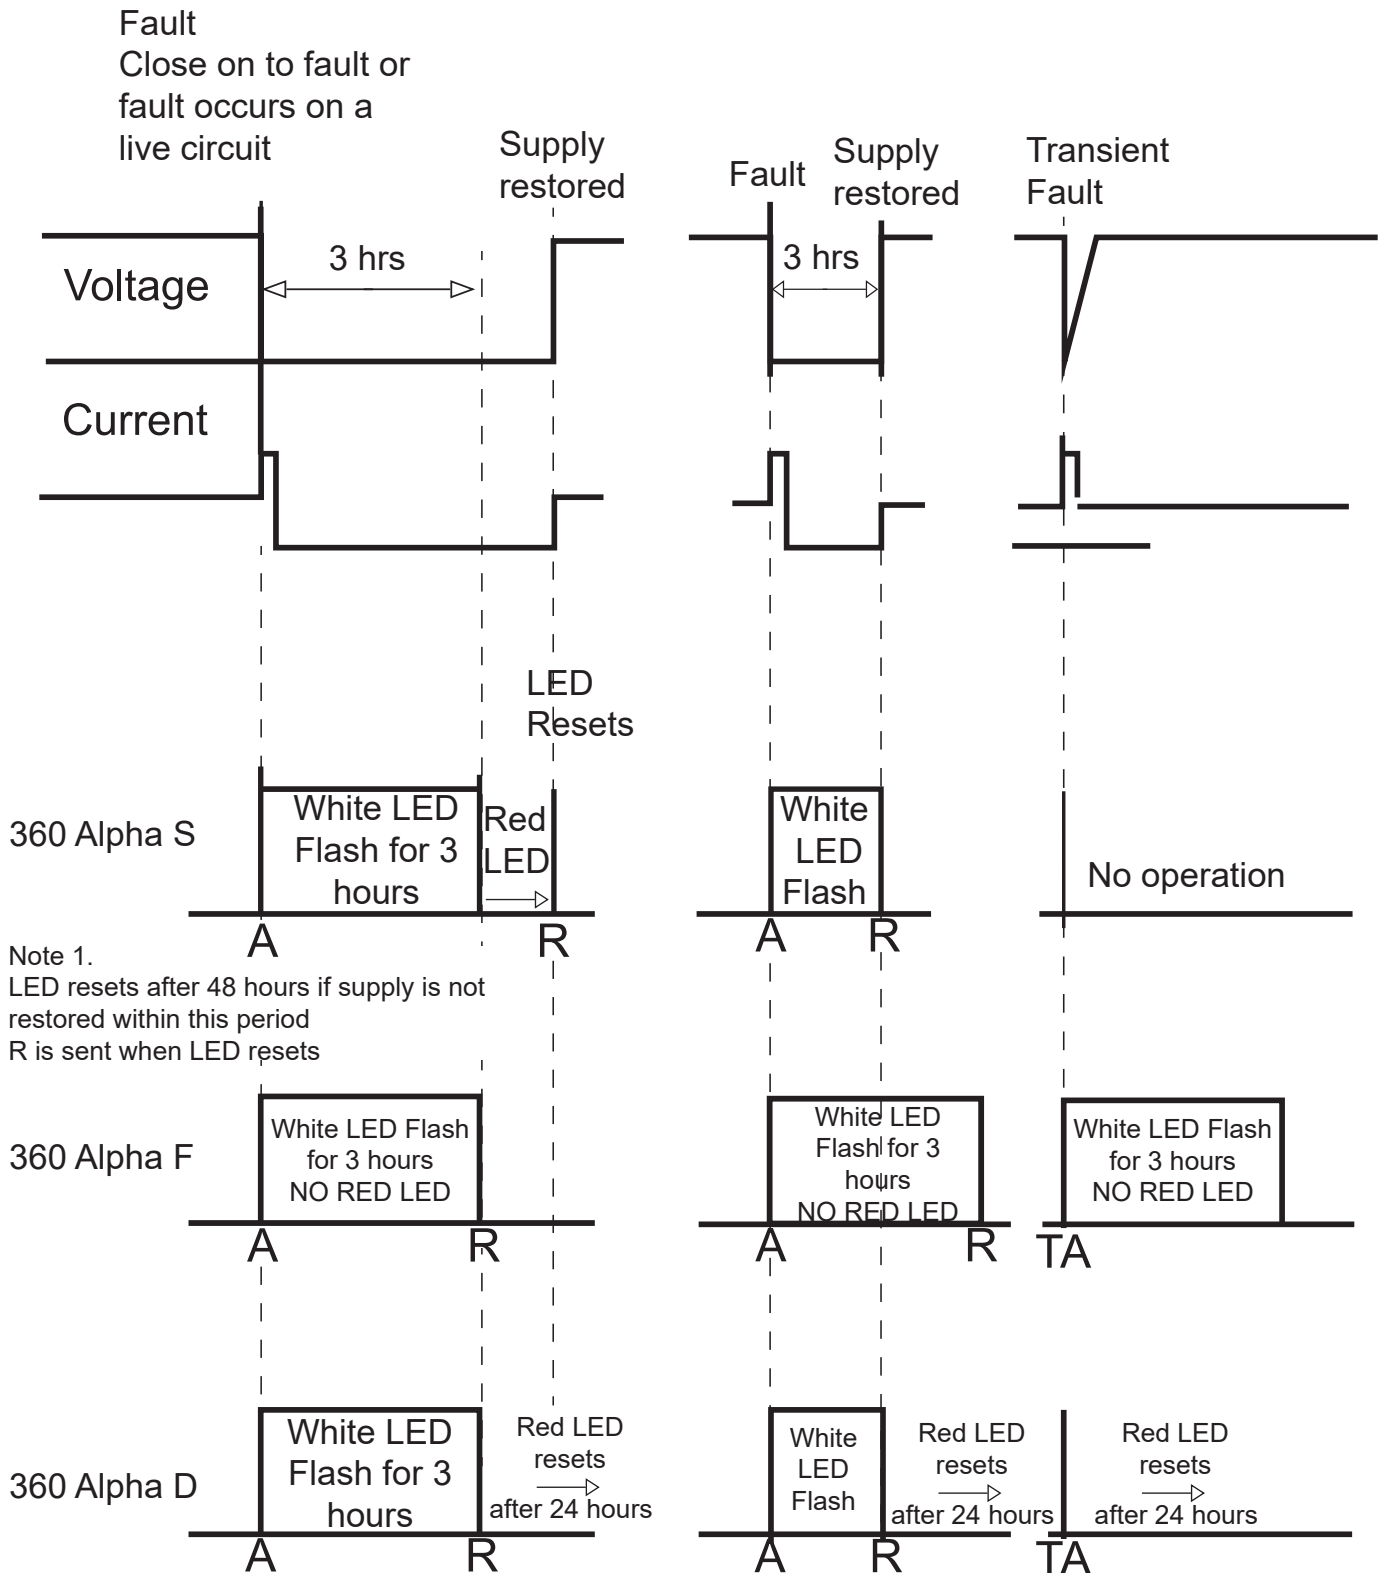 Fault
Close on to fault or
fault occurs on a
live circuit
Supply
restored
Fault
Supply
restored
Transient
Fault
3 hrs
3 hrs
Voltage
Current
LED
Resets
360 Alpha S
White LED
Flash for 3
hours
Red
LED
White
LED
Flash
No operation
A
R
A
R
Note 1.
LED resets after 48 hours if supply is not
restored within this period
R is sent when LED resets
360 Alpha F
White LED Flash
for 3 hours
NO RED LED
White LED
Flash for 3
hours
NO RED LED
White LED Flash
for 3 hours
NO RED LED
A
R
A
R
TA
360 Alpha D
White LED
Flash for 3
hours
Red LED
resets
after 24 hours
White
LED
Flash
Red LED
resets
after 24 hours
Red LED
resets
after 24 hours
A
R
A
R
TA